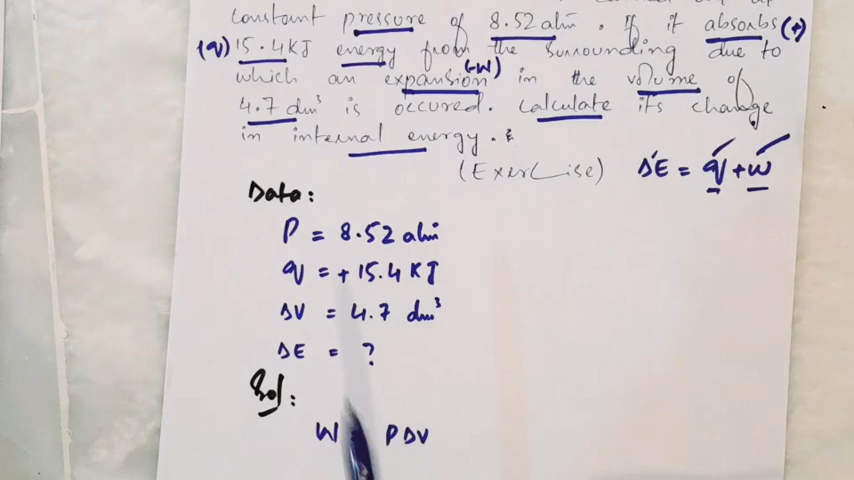 constant pressure of 8.52 atm . If it absorbs (+)
(q) 15.4KJ energy from the surrounding due to
which an expansion (-W) in the volume of
4.7 dm³ is occured. Calculate its change
in internal energy.
(Exercise) ΔE = q + w
Data:
P = 8.52 atm
q = + 15.4 KJ
ΔV = 4.7 dm³
ΔE = ?
Sol:
W PΔV